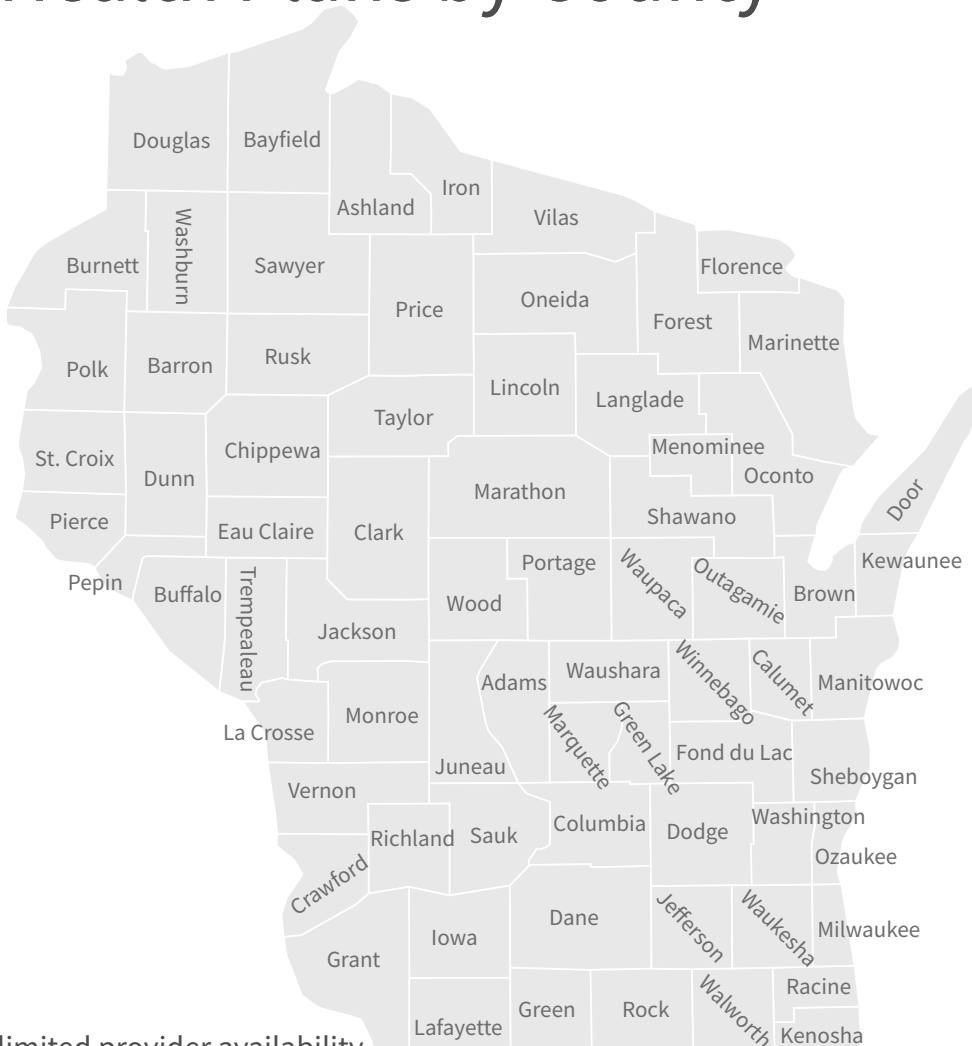 Health Plans by County
Douglas
Bayfield
Ashland
Iron
Vilas
Burnett
Washburn
Sawyer
Price
Oneida
Florence
Forest
Marinette
Polk
Barron
Rusk
Lincoln
Langlade
Taylor
St. Croix
Dunn
Chippewa
Menominee
Oconto
Marathon
Door
Pierce
Eau Claire
Clark
Shawano
Pepin
Buffalo
Trempealeau
Portage
Waupaca
Outagamie
Brown
Kewaunee
Wood
Jackson
Adams
Waushara
Winnebago
Calumet
Manitowoc
La Crosse
Monroe
Juneau
Marquette
Green Lake
Fond du Lac
Sheboygan
Vernon
Richland
Sauk
Columbia
Dodge
Washington
Ozaukee
Crawford
Grant
Iowa
Dane
Jefferson
Waukesha
Milwaukee
Lafayette
Green
Rock
Walworth
Racine
Kenosha
limited provider availability